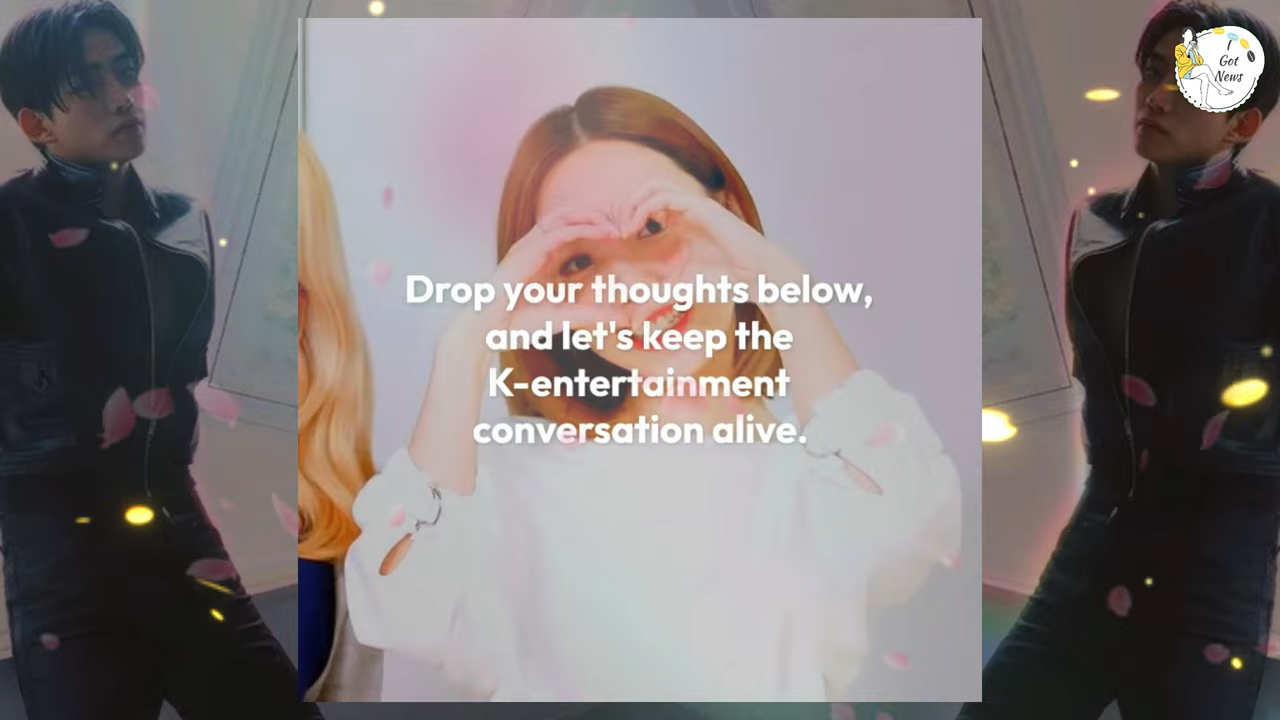 I
Got
News
Drop your thoughts below,
and let's keep the
K-entertainment
conversation alive.